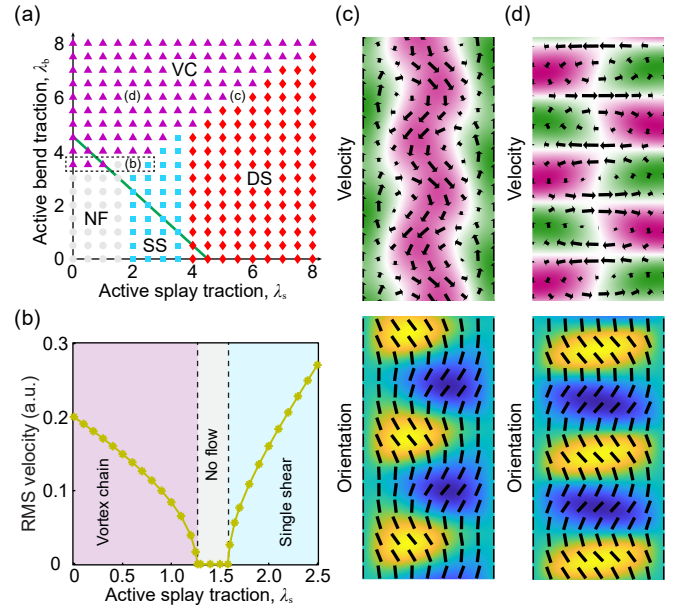 (a)
Active bend traction, λb
8
6
4
2
0
VC
(d)
(c)
(b)
NF
SS
DS
0
2
4
6
8
Active splay traction, λs
(b)
RMS velocity (a.u.)
0.3
0.2
0.1
0
Vortex chain
No flow
Single shear
0
0.5
1.0
1.5
2.0
2.5
Active splay traction, λs
(c)
Velocity
Orientation
(d)
Velocity
Orientation